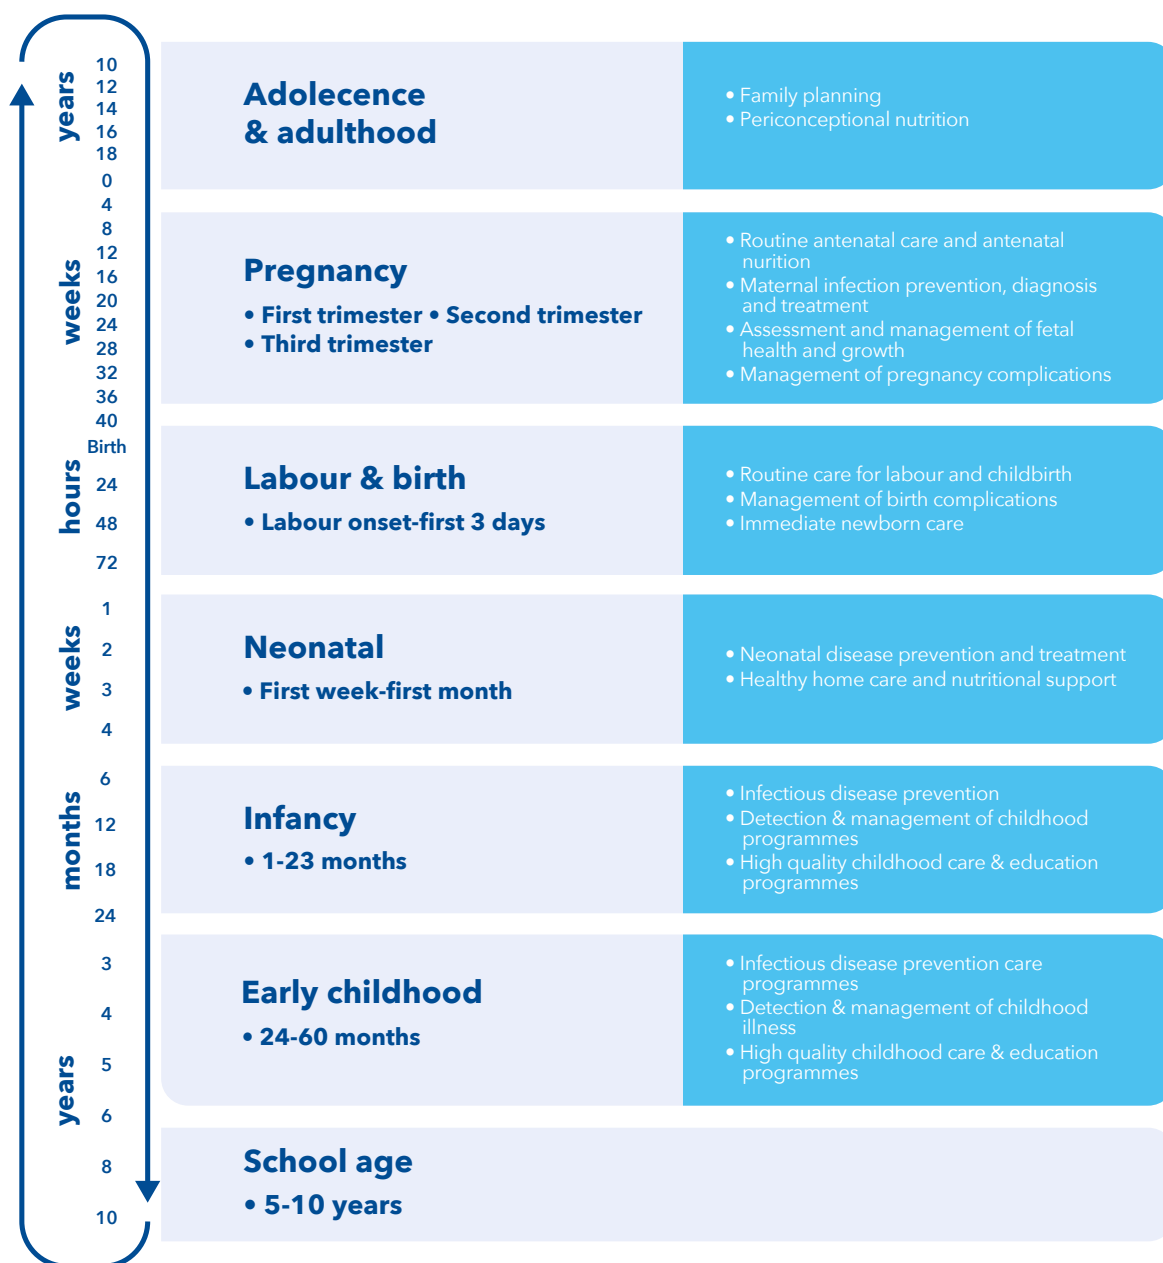 years
10
12
14
16
18
Adolecence
& adulthood
• Family planning
• Periconceptional nutrition
weeks
0
4
8
12
16
20
24
28
32
36
40
Pregnancy
• First trimester • Second trimester
• Third trimester
• Routine antenatal care and antenatal
nurition
• Maternal infection prevention, diagnosis
and treatment
• Assessment and management of fetal
health and growth
• Management of pregnancy complications
hours
Birth
24
48
72
Labour & birth
• Labour onset-first 3 days
• Routine care for labour and childbirth
• Management of birth complications
• Immediate newborn care
weeks
1
2
3
4
Neonatal
• First week-first month
• Neonatal disease prevention and treatment
• Healthy home care and nutritional support
months
6
12
18
24
Infancy
• 1-23 months
• Infectious disease prevention
• Detection & management of childhood
programmes
• High quality childhood care & education
programmes
years
3
4
5
6
8
10
Early childhood
• 24-60 months
• Infectious disease prevention care
programmes
• Detection & management of childhood
illness
• High quality childhood care & education
programmes
School age
• 5-10 years